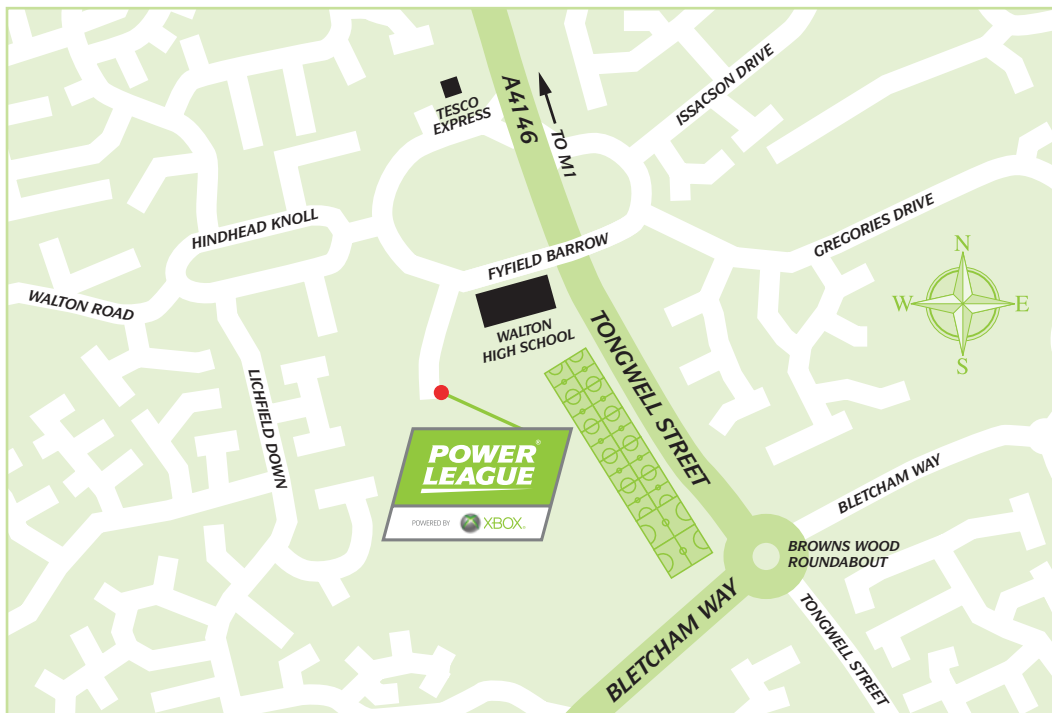 TESCO
EXPRESS
A4146
TO M1
ISSACSON DRIVE
HINDHEAD KNOLL
GREGORIES DRIVE
FYFIELD BARROW
N
W
E
S
WALTON ROAD
WALTON
HIGH SCHOOL
TONGWELL STREET
LICHFIELD DOWN
POWER®
LEAGUE
POWERED BY XBOX®
BLETCHAM WAY
BROWNS WOOD
ROUNDABOUT
BLETCHAM WAY
TONGWELL STREET